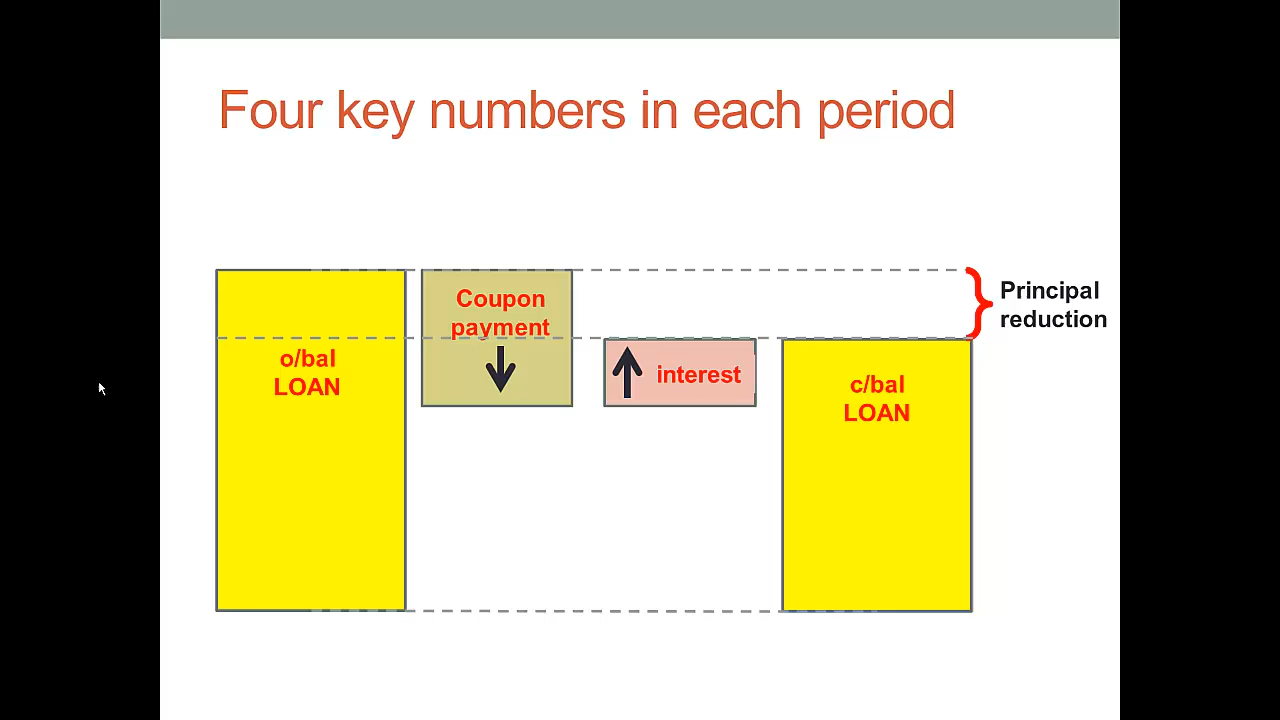 Four key numbers in each period
Coupon
payment
Principal
reduction
o/bal
LOAN
interest
c/bal
LOAN